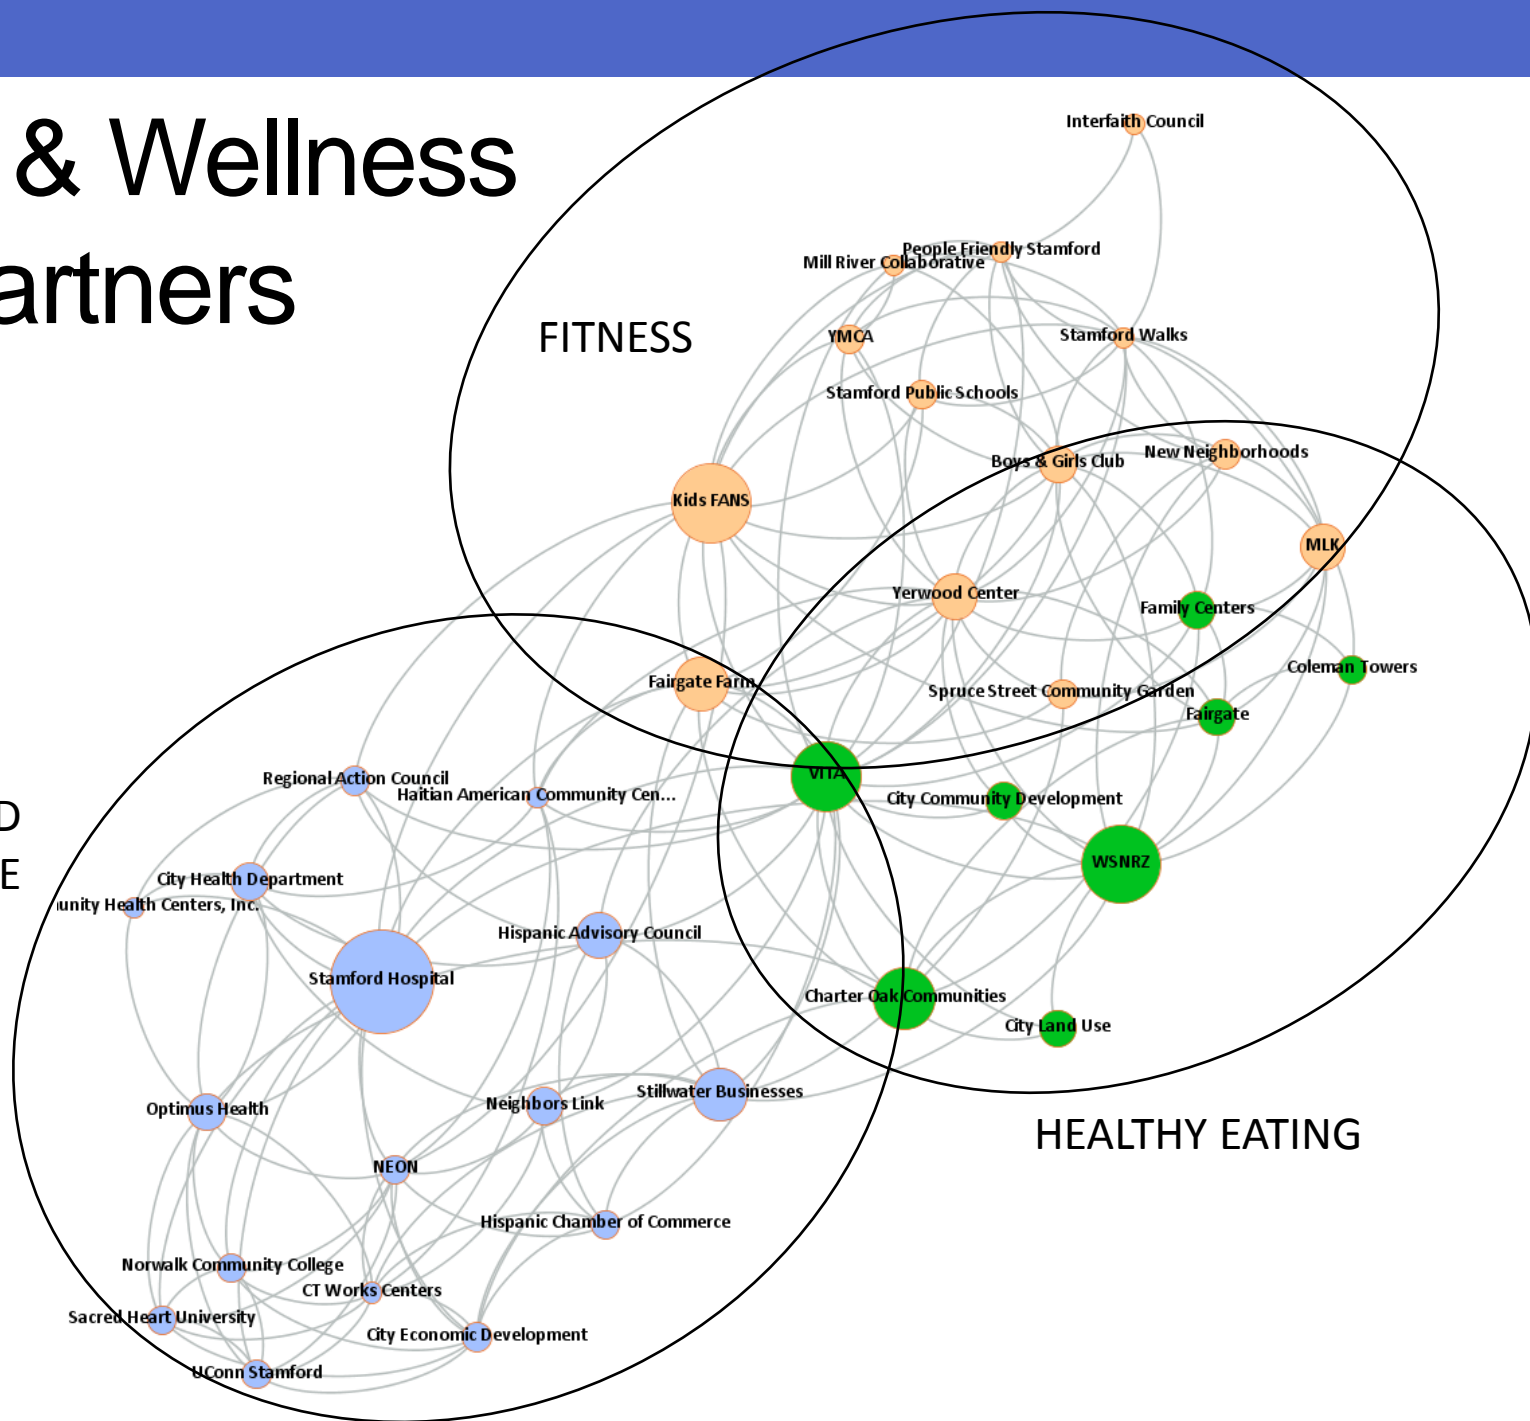 & Wellness
artners
Interfaith Council
People Friendly Stamford
Mill River Collaborative
FITNESS
YMCA
Stamford Walks
Stamford Public Schools
Boys & Girls Club
New Neighborhoods
Kids FANS
MLK
Yerwood Center
Family Centers
Coleman Towers
Fairgate Farm
Spruce Street Community Garden
Fairgate
VITA
Regional Action Council
Haitian American Community Cen...
City Community Development
D
E
WSNRZ
City Health Department
unity Health Centers, Inc.
Hispanic Advisory Council
Stamford Hospital
Charter Oak Communities
City Land Use
Stillwater Businesses
Neighbors Link
Optimus Health
HEALTHY EATING
NEON
Hispanic Chamber of Commerce
Norwalk Community College
CT Works Centers
Sacred Heart University
City Economic Development
UConn Stamford